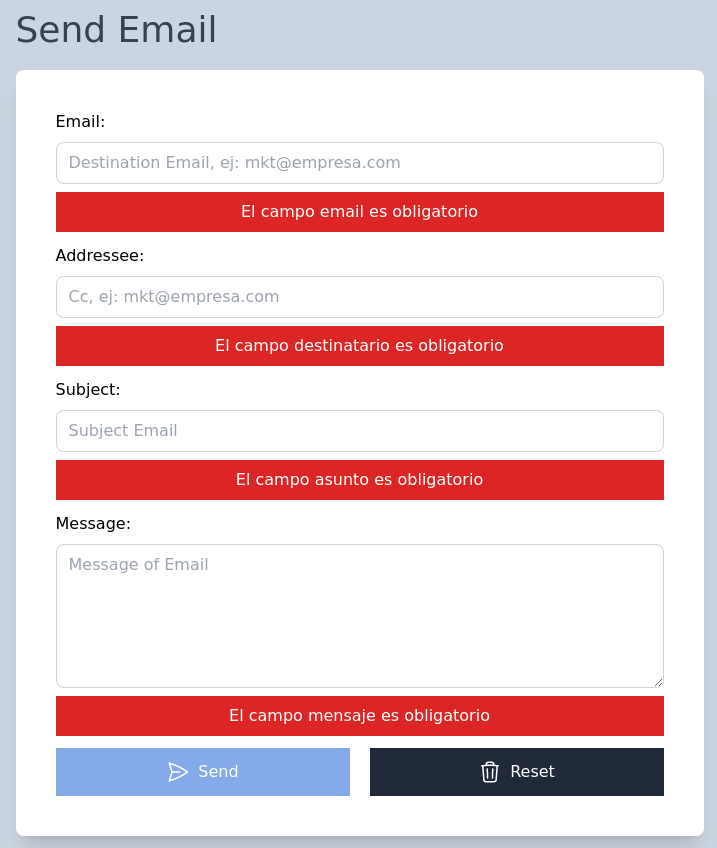 Send Email
Email:
Destination Email, ej: mkt@empresa.com
El campo email es obligatorio
Addressee:
Cc, ej: mkt@empresa.com
El campo destinatario es obligatorio
Subject:
Subject Email
El campo asunto es obligatorio
Message:
Message of Email
El campo mensaje es obligatorio
Send
Reset